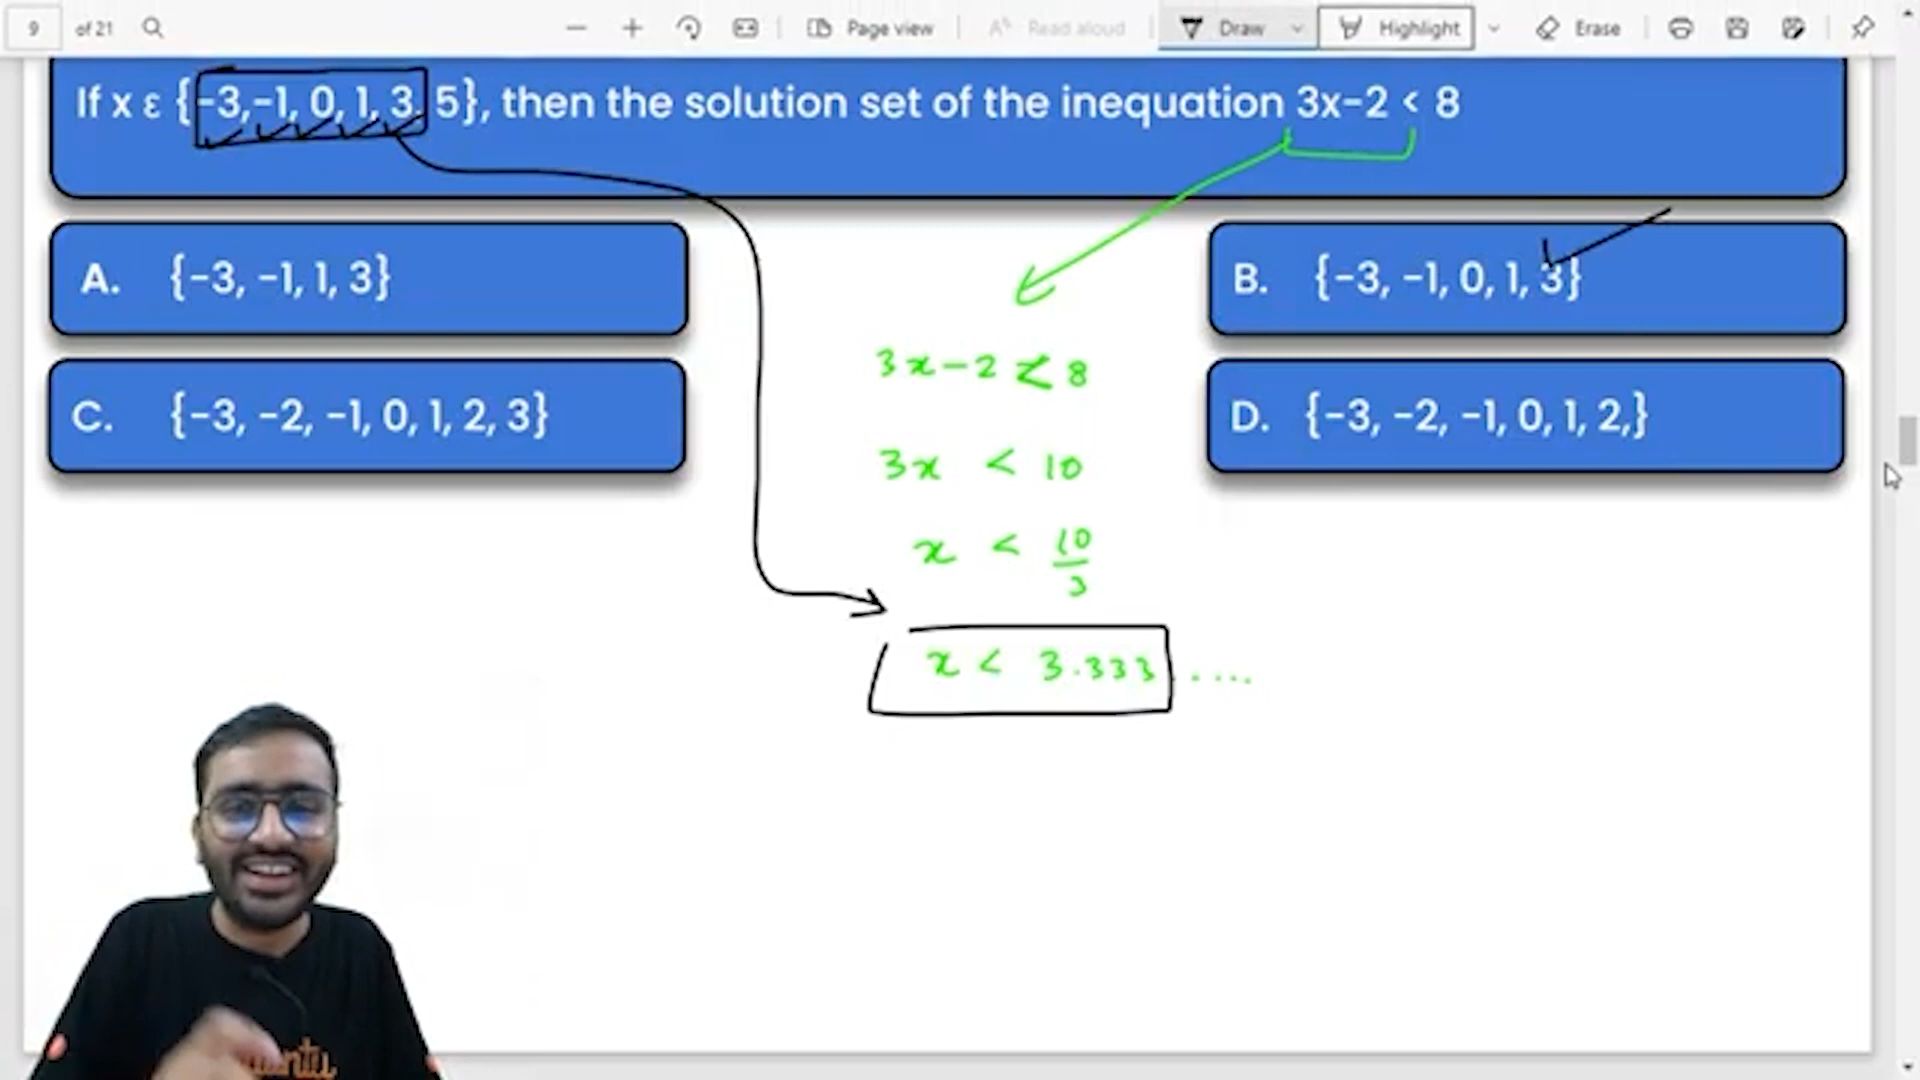 9 of 21 Page view Read aloud Draw Highlight Erase
If x ε {-3,-1, 0, 1, 3, 5}, then the solution set of the inequation 3x-2 < 8
A. {-3, -1, 1, 3}
B. {-3, -1, 0, 1, 3}
C. {-3, -2, -1, 0, 1, 2, 3}
D. {-3, -2, -1, 0, 1, 2,}
3x-2 < 8
3x < 10
x < 10/3
x < 3.333.....